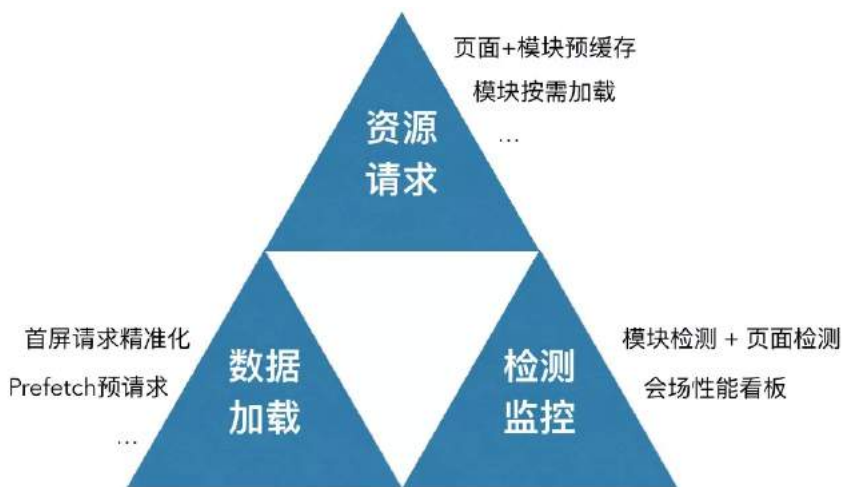 页面+模块预缓存
模块按需加载
...
资源
请求
首屏请求精准化
Prefetch预请求
...
数据
加载
检测
监控
模块检测 + 页面检测
会场性能看板